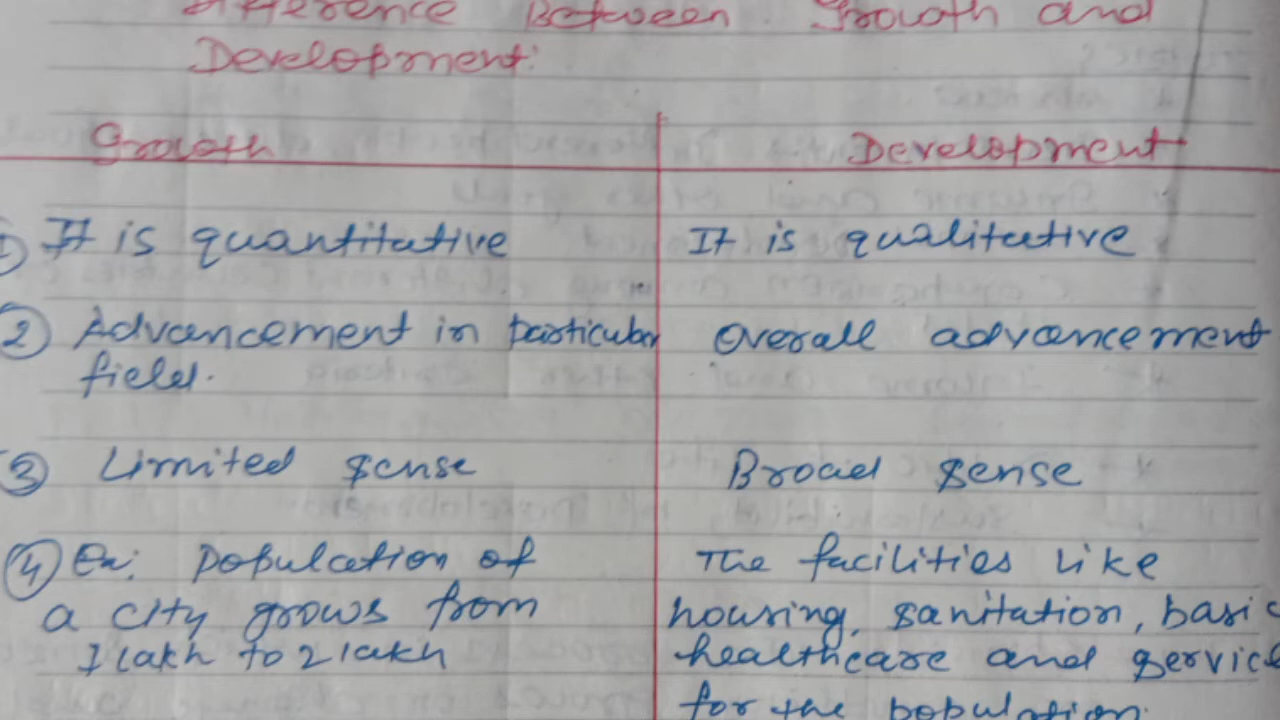 Difference Between Growth and
Development:
Growth
Development
1) It is quantitative
It is qualitative
2) Advancement in particular
field.
Overall advancement
3) Limited sense
Broad sense
4) Ex: Population of
a city grows from
1 lakh to 2 lakh
The facilities like
housing, sanitation, basic
healthcare and service
for the population.